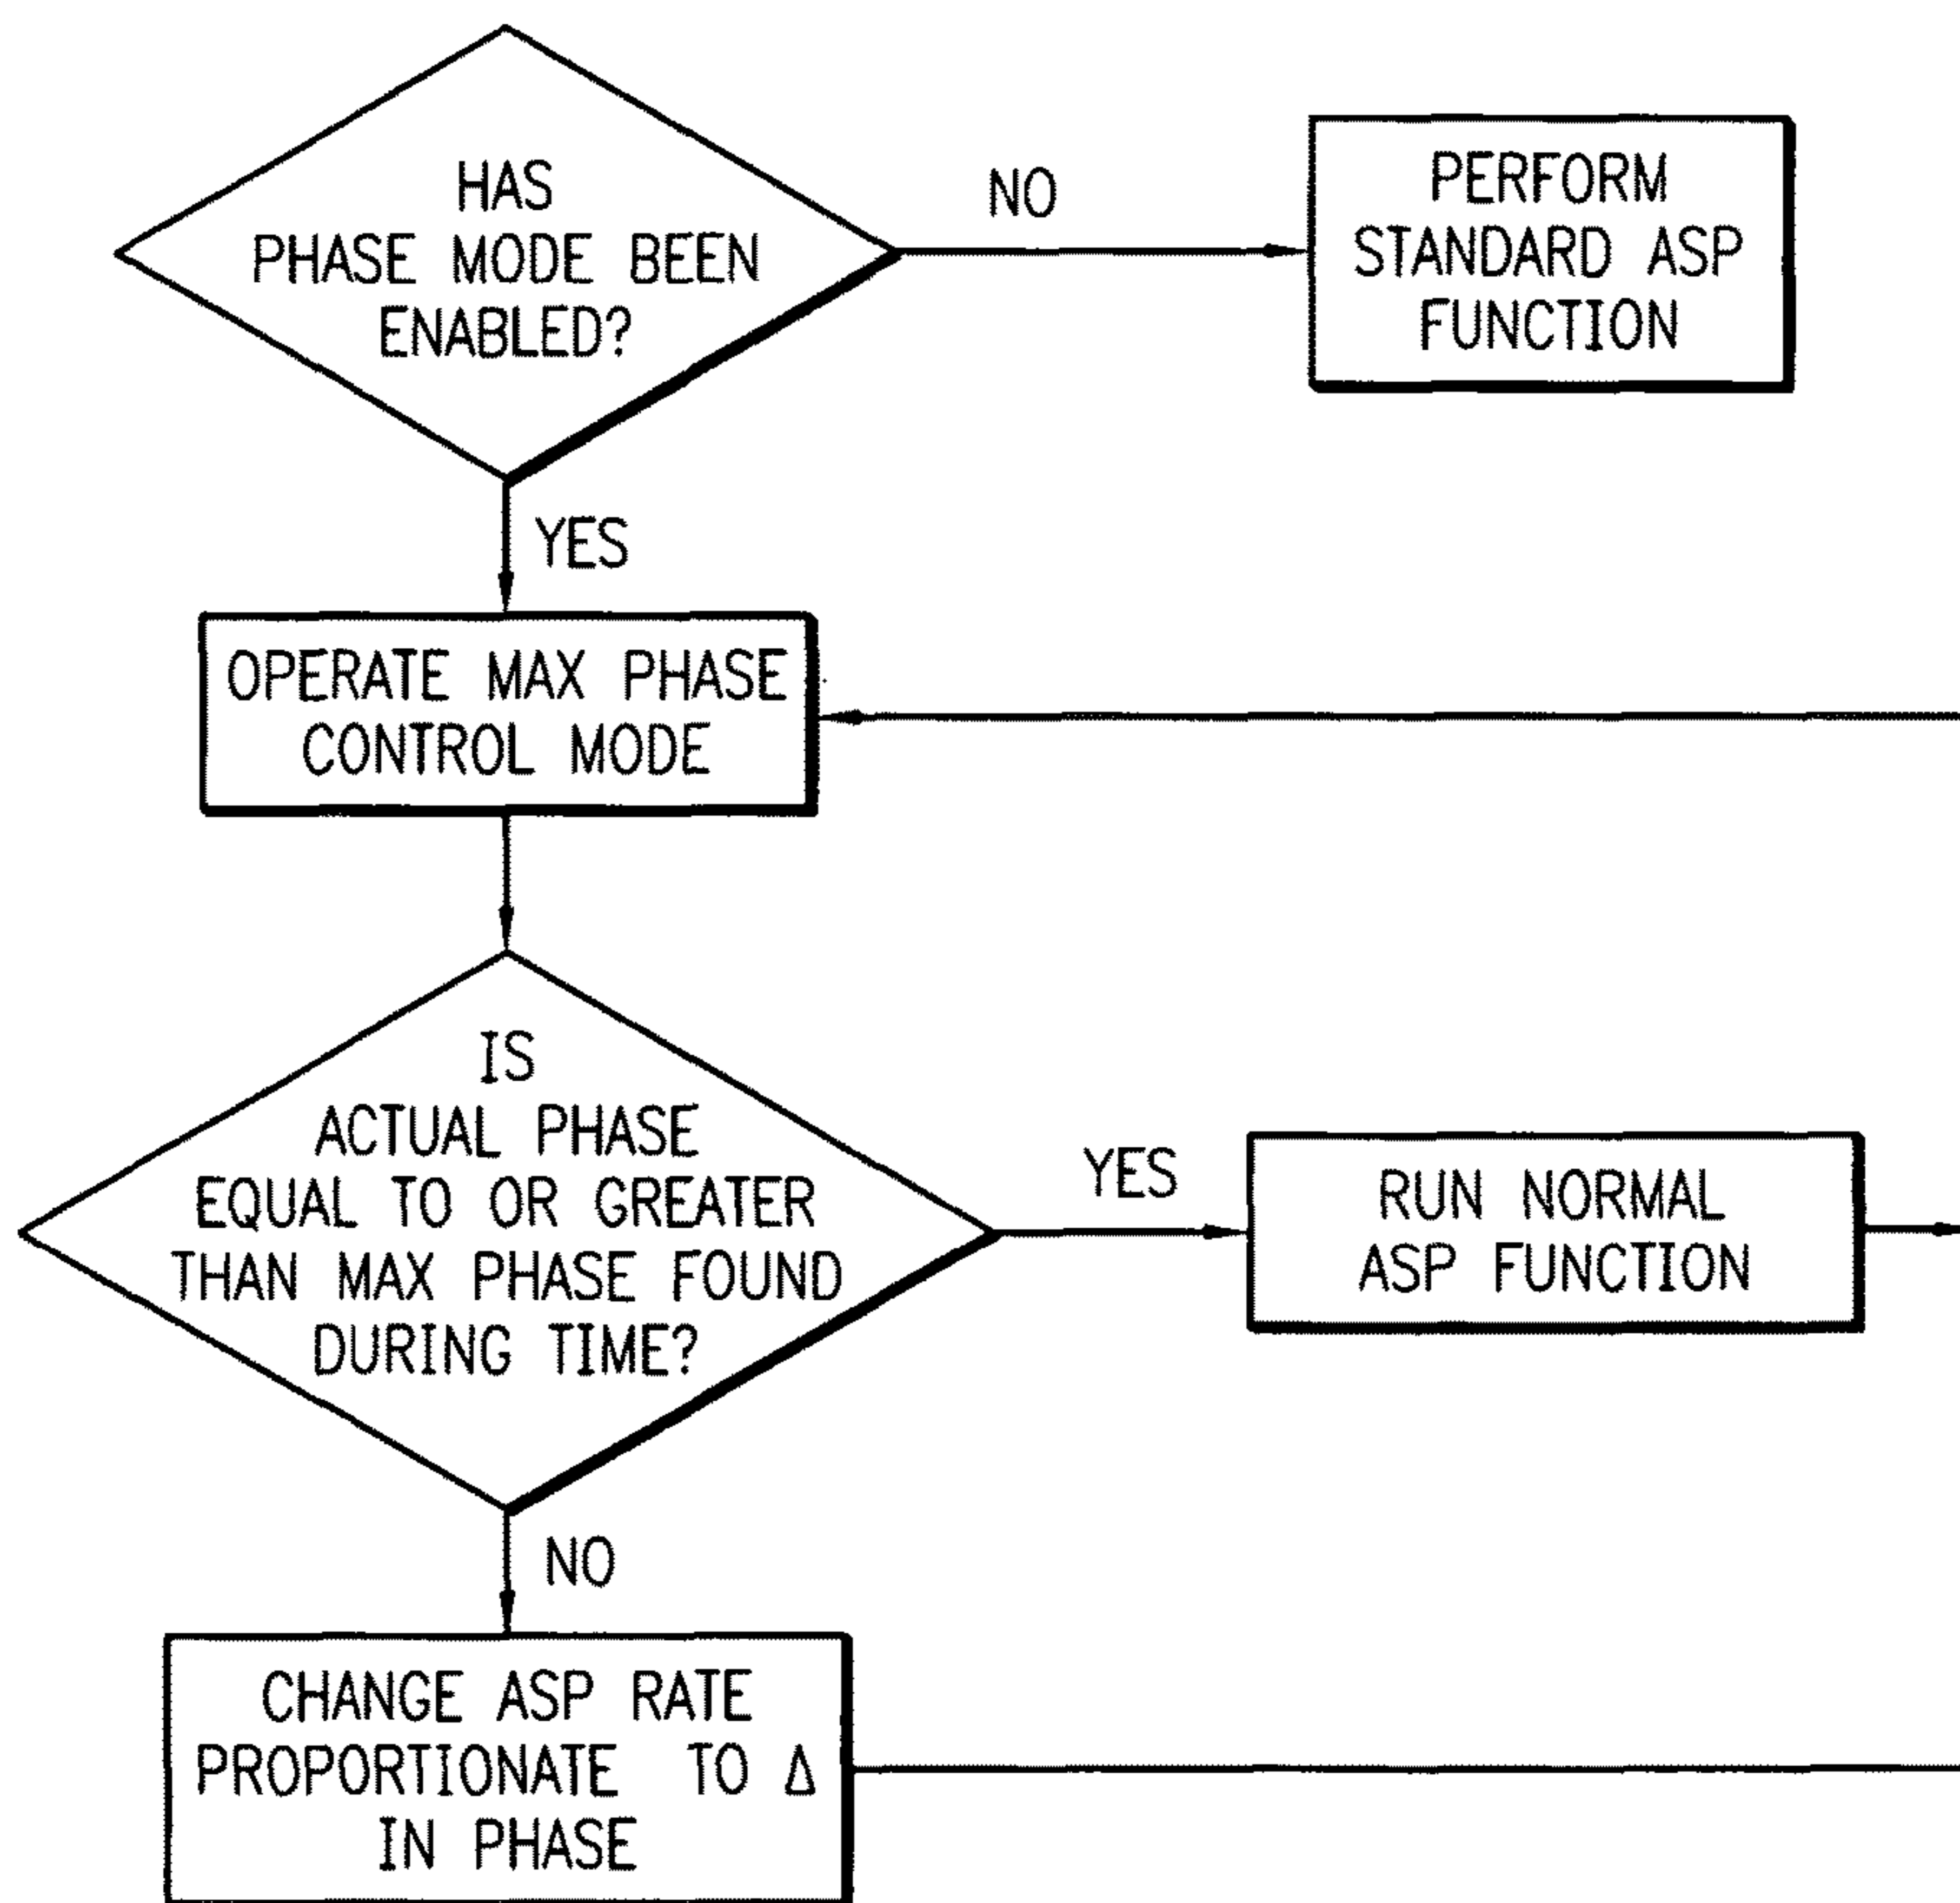 HAS
PHASE MODE BEEN
ENABLED?
NO
PERFORM
STANDARD ASP
FUNCTION
YES
OPERATE MAX PHASE
CONTROL MODE
IS
ACTUAL PHASE
EQUAL TO OR GREATER
THAN MAX PHASE FOUND
DURING TIME?
YES
RUN NORMAL
ASP FUNCTION
NO
CHANGE ASP RATE
PROPORTIONATE TO Δ
IN PHASE